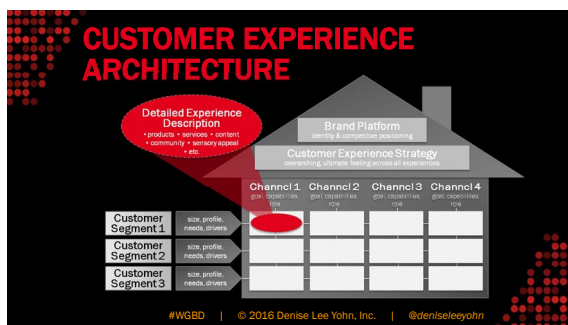 CUSTOMER EXPERIENCE
ARCHITECTURE
Detailed Experience
Description
• products • services • content
• community • sensory appeal
• etc.
Brand Platform
identity & competitive positioning
Customer Experience Strategy
overarching, ultimate feeling across all experiences
Channel 1 Channel 2 Channel 3 Channel 4
goal, capabilities, goal, capabilities, goal, capabilities, goal, capabilities,
role role role role
Customer
Segment 1
size, profile,
needs, drivers
Customer
Segment 2
size, profile,
needs, drivers
Customer
Segment 3
size, profile,
needs, drivers
#WGBD | © 2016 Denise Lee Yohn, Inc. | @deniseleeyohn